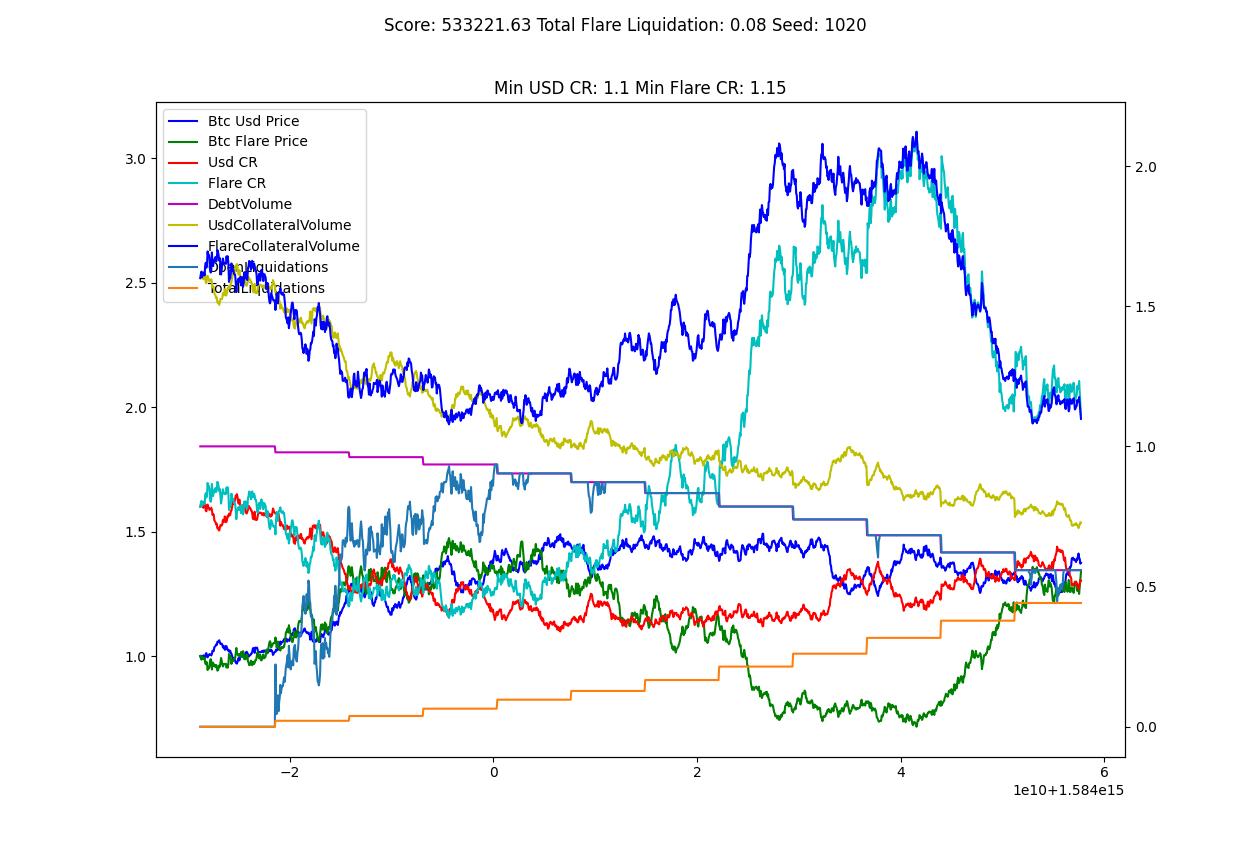 Score: 533221.63 Total Flare Liquidation: 0.08 Seed: 1020
Min USD CR: 1.1 Min Flare CR: 1.15
Btc Usd Price
Btc Flare Price
Usd CR
Flare CR
DebtVolume
UsdCollateralVolume
FlareCollateralVolume
OpenLiquidations
TotalLiquidations
3.0
2.5
2.0
1.5
1.0
2.0
1.5
1.0
0.5
0.0
−2
0
2
4
6
1e10+1.584e15